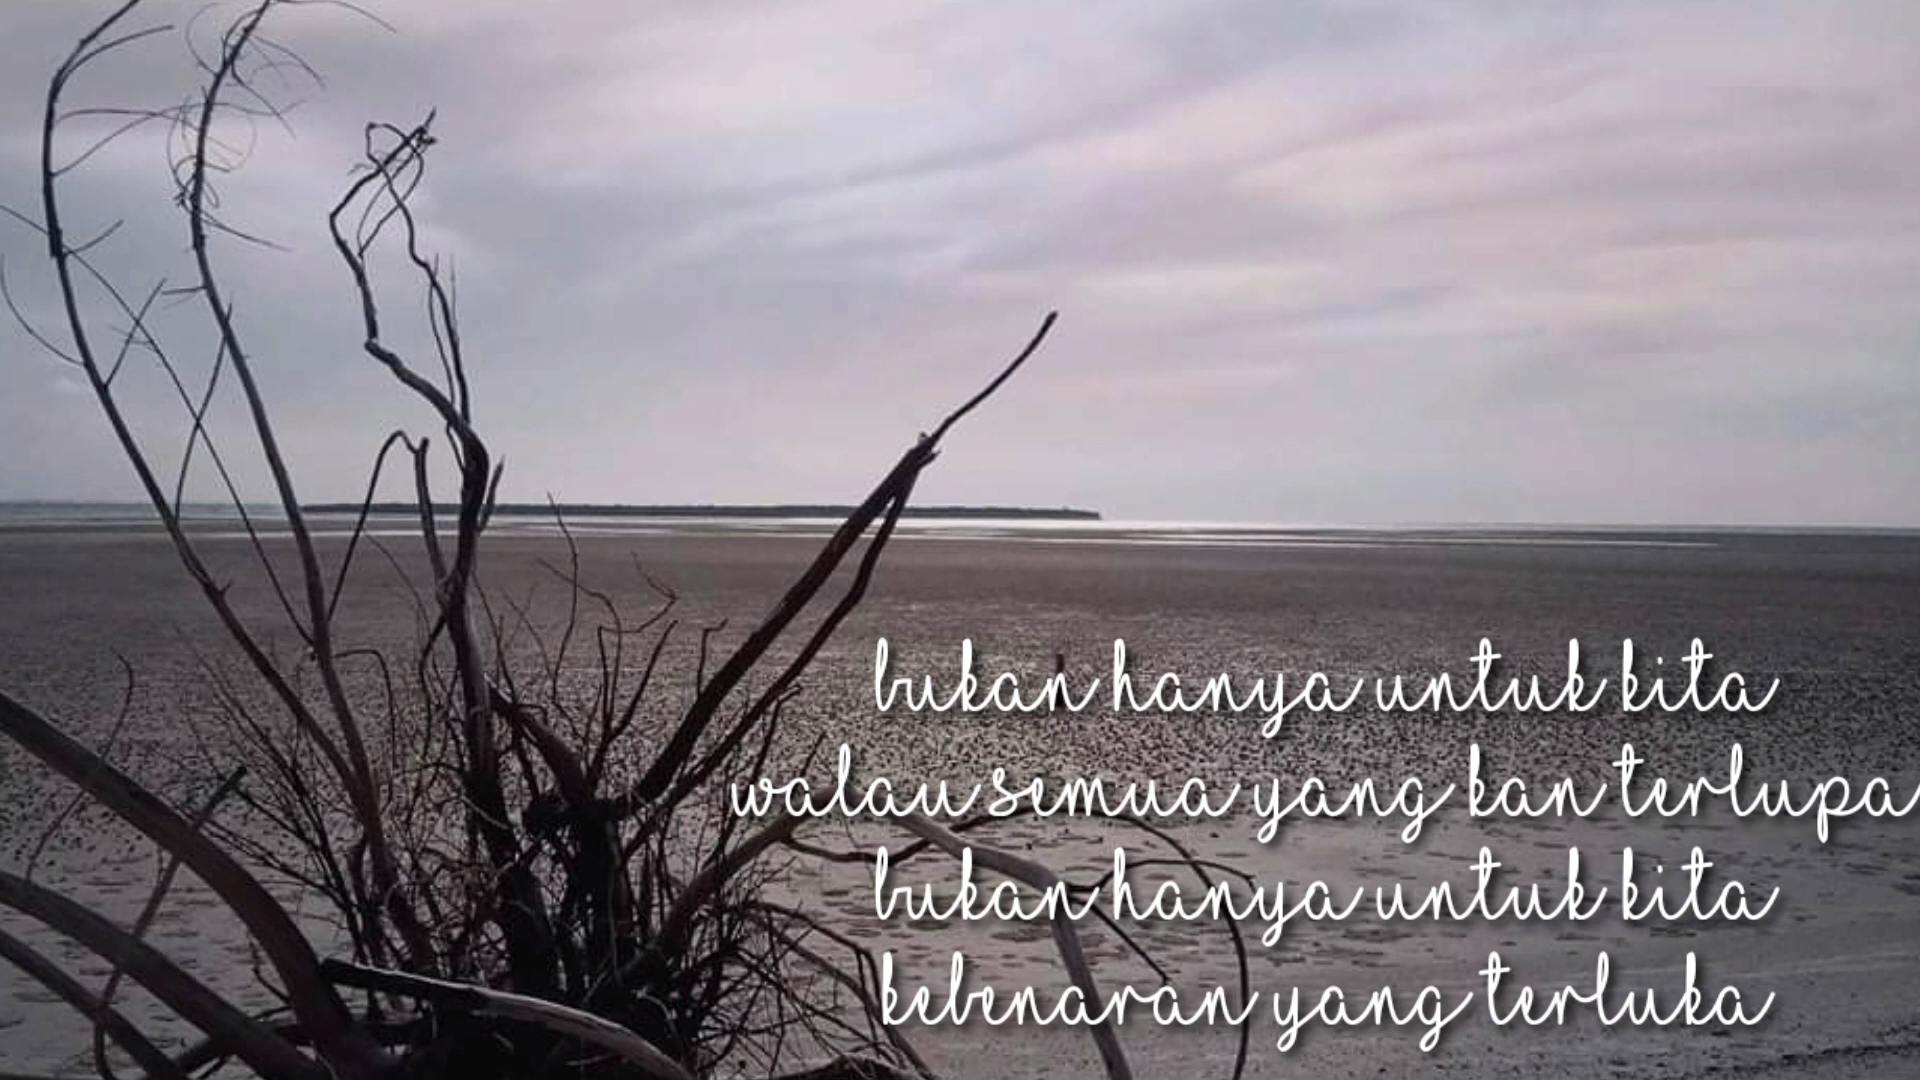 bukan hanya untuk kita
walau semua yang kan terlupa
bukan hanya untuk kita
kebenaran yang terluka